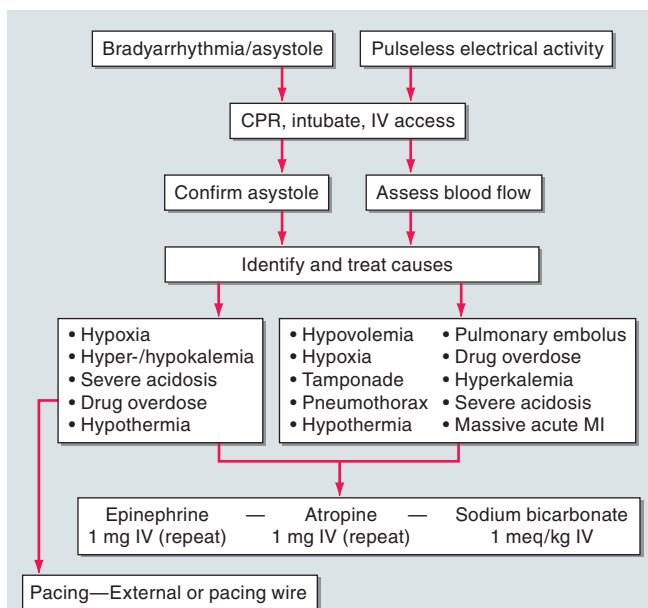 Bradyarrhythmia/asystole
Pulseless electrical activity
CPR, intubate, IV access
Confirm asystole
Assess blood flow
Identify and treat causes
• Hypoxia
• Hyper-/hypokalemia
• Severe acidosis
• Drug overdose
• Hypothermia
• Hypovolemia
• Hypoxia
• Tamponade
• Pneumothorax
• Hypothermia
• Pulmonary embolus
• Drug overdose
• Hyperkalemia
• Severe acidosis
• Massive acute MI
Epinephrine — Atropine — Sodium bicarbonate
1 mg IV (repeat) 1 mg IV (repeat) 1 meq/kg IV
Pacing—External or pacing wire